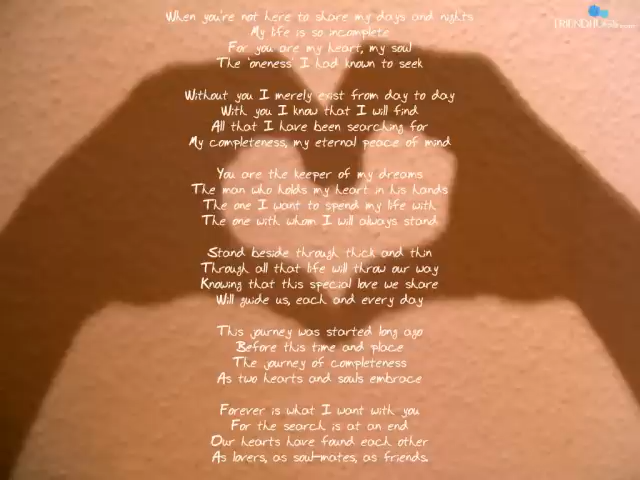 When you're not here to share my days and nights
My life is so incomplete
For you are my heart, my soul
The 'oneness' I had known to seek
Without you I merely exist from day to day
With you I know that I will find
All that I have been searching for
My completeness, my eternal peace of mind
You are the keeper of my dreams
The man who holds my heart in his hands
The one I want to spend my life with
The one with whom I will always stand
Stand beside through thick and thin
Through all that life will throw our way
Knowing that this special love we share
Will guide us, each and every day
This journey was started long ago
Before this time and place
The journey of completeness
As two hearts and souls embrace
Forever is what I want with you
For the search is at an end
Our hearts have found each other
As lovers, as soul-mates, as friends.